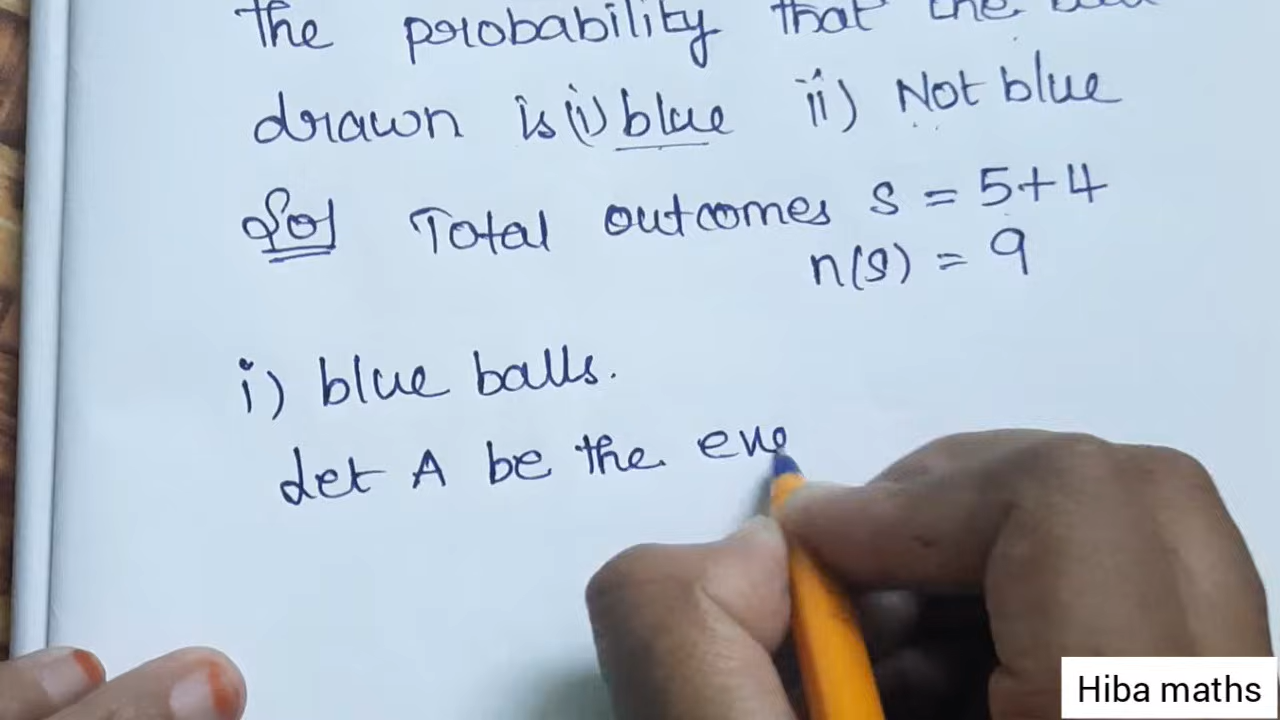 the probability that the
drawn is (i) blue ii) Not blue
Sol Total outcomes S = 5+4
n(S) = 9
i) blue balls.
Let A be the eve
Hiba maths